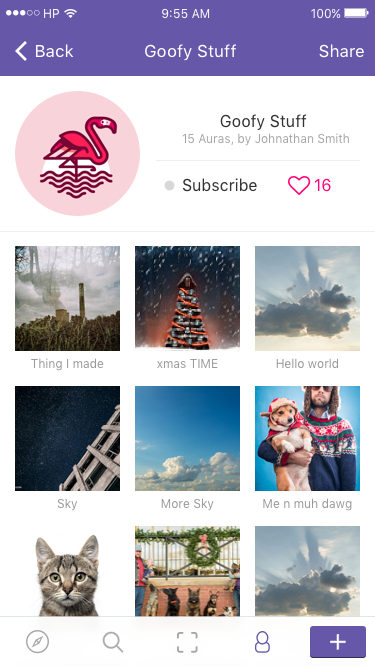 HP 9:55 AM 100%
Back Goofy Stuff Share
Goofy Stuff
15 Auras, by Johnathan Smith
Subscribe 16
Thing I made xmas TIME Hello world
Sky More Sky Me n muh dawg